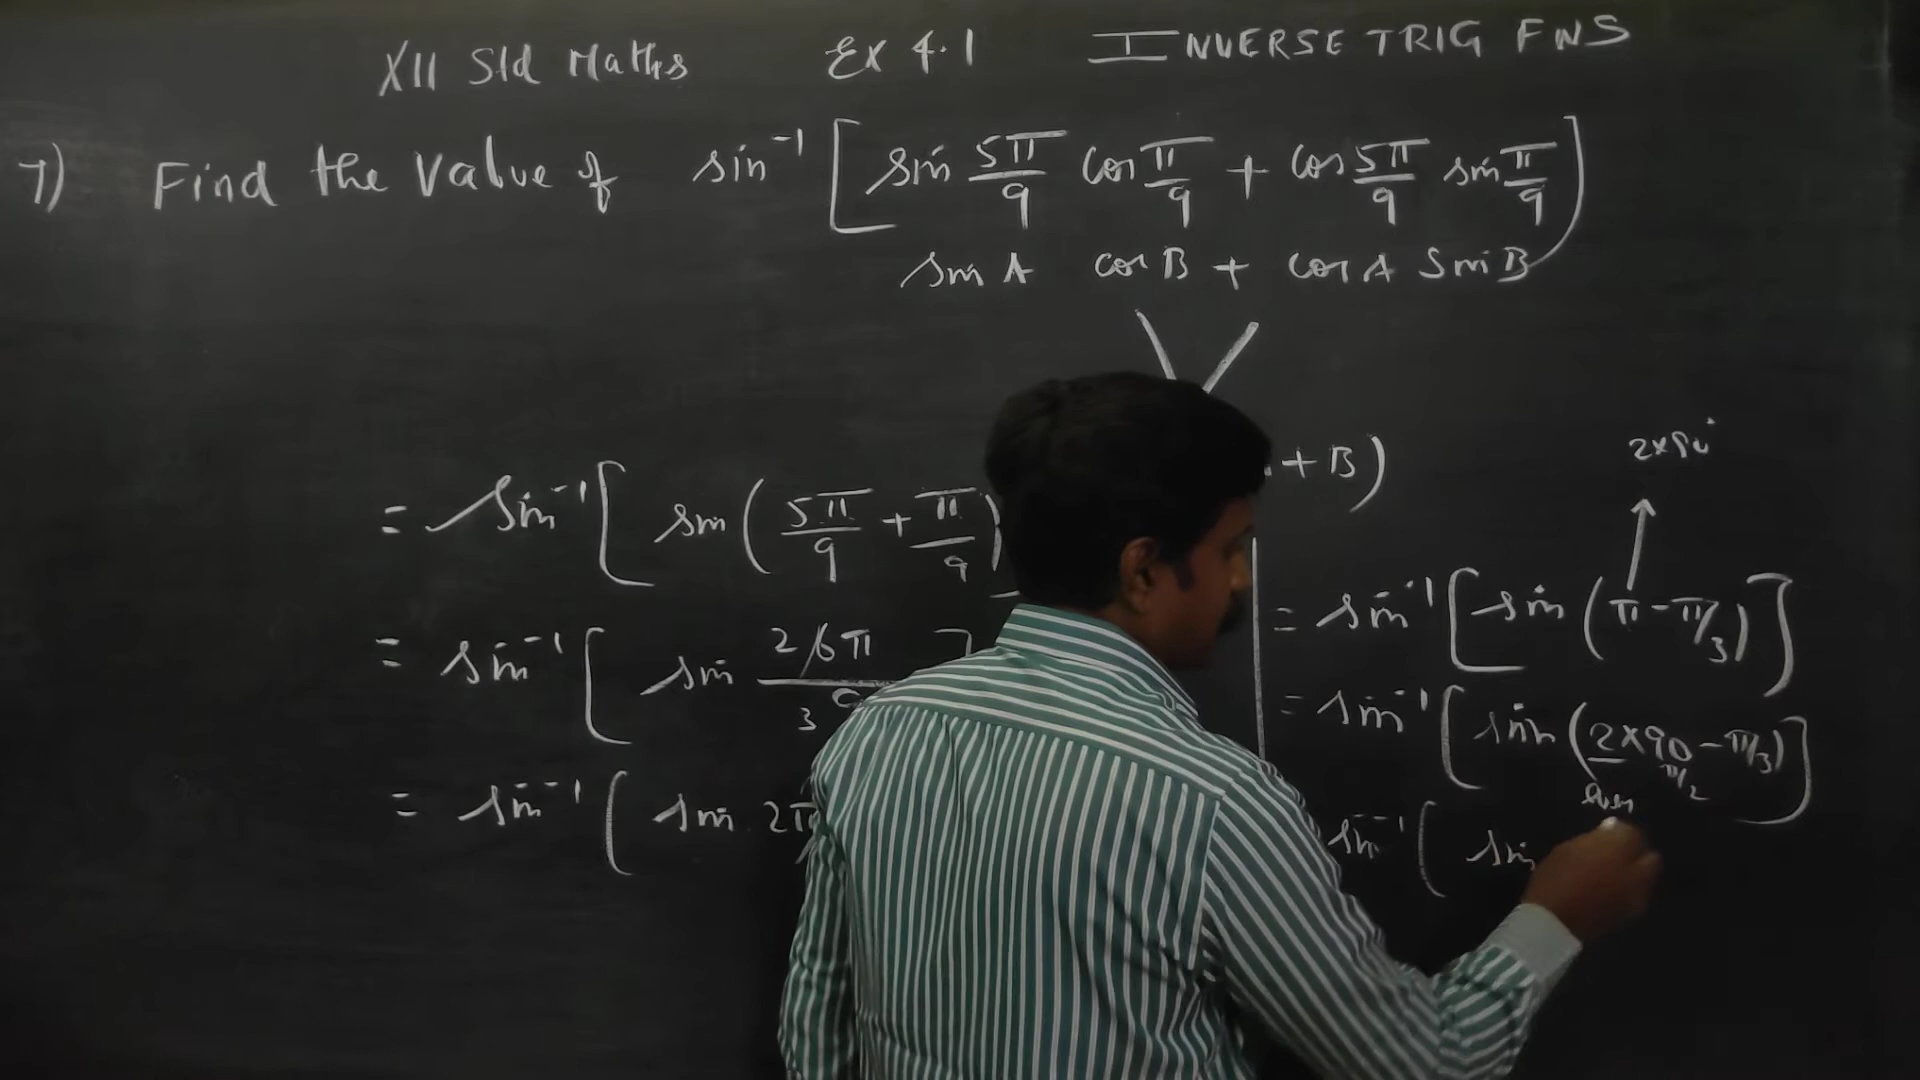 XII Std Maths Ex 4.1 INVERSE TRIG FNS
7) Find the value of sin⁻¹ [ sin 5π/9 cos π/9 + cos 5π/9 sin π/9 ]
sin A cos B + cos A sin B
+ B)
= sin⁻¹ [ sin ( 5π/9 + π/9 )
= sin⁻¹ [ sin 2 6π / 3 9 ]
= sin⁻¹ ( sin 2π
2×90°
= sin⁻¹ [ sin ( π - π/3 ) ]
= sin⁻¹ [ sin ( 2×90 - π/3 ) ]
π/2
even
sin⁻¹ ( sin